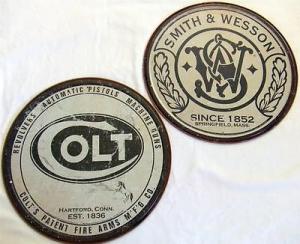 SMITH & WESSON
SW
SINCE 1852
SPRINGFIELD, MASS.
REVOLVERS AUTOMATIC PISTOLS MACHINE GUNS
COLT
HARTFORD, CONN.
EST. 1836
COLT'S PATENT FIRE ARMS M'F'G CO.